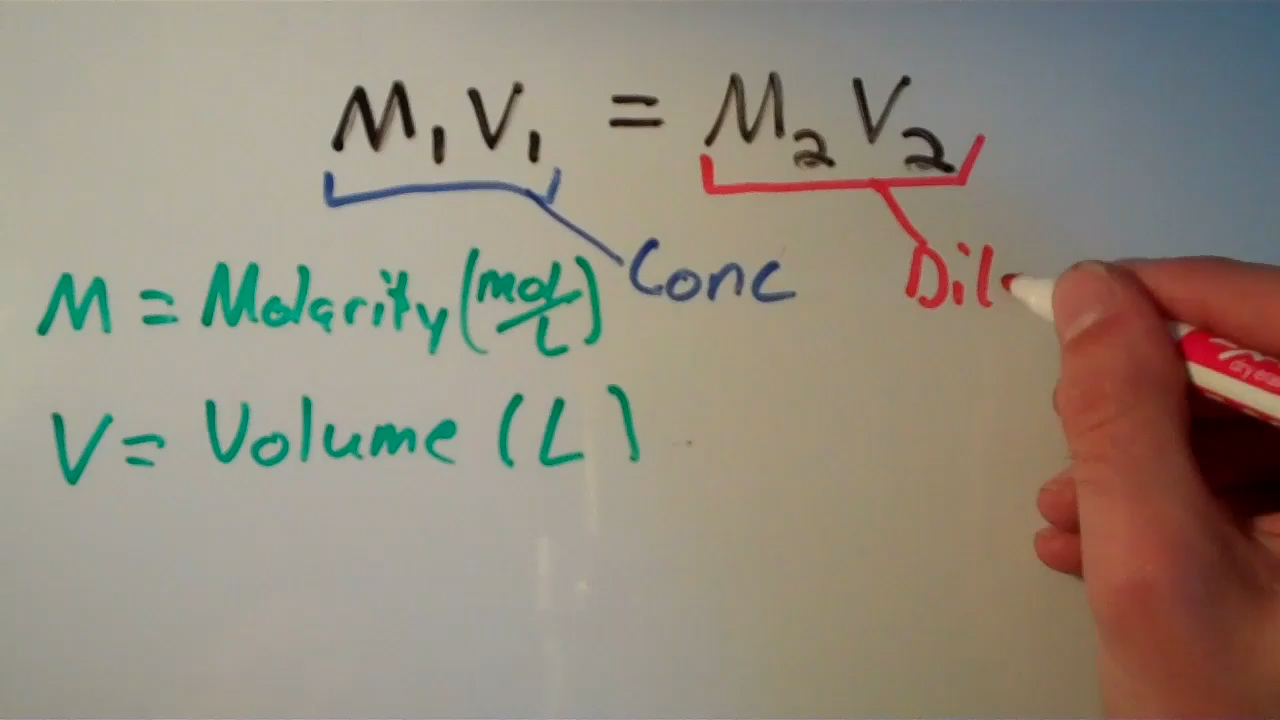 M₁V₁ = M₂V₂
Conc
Dil
M = Molarity (mol/L)
V = Volume (L)